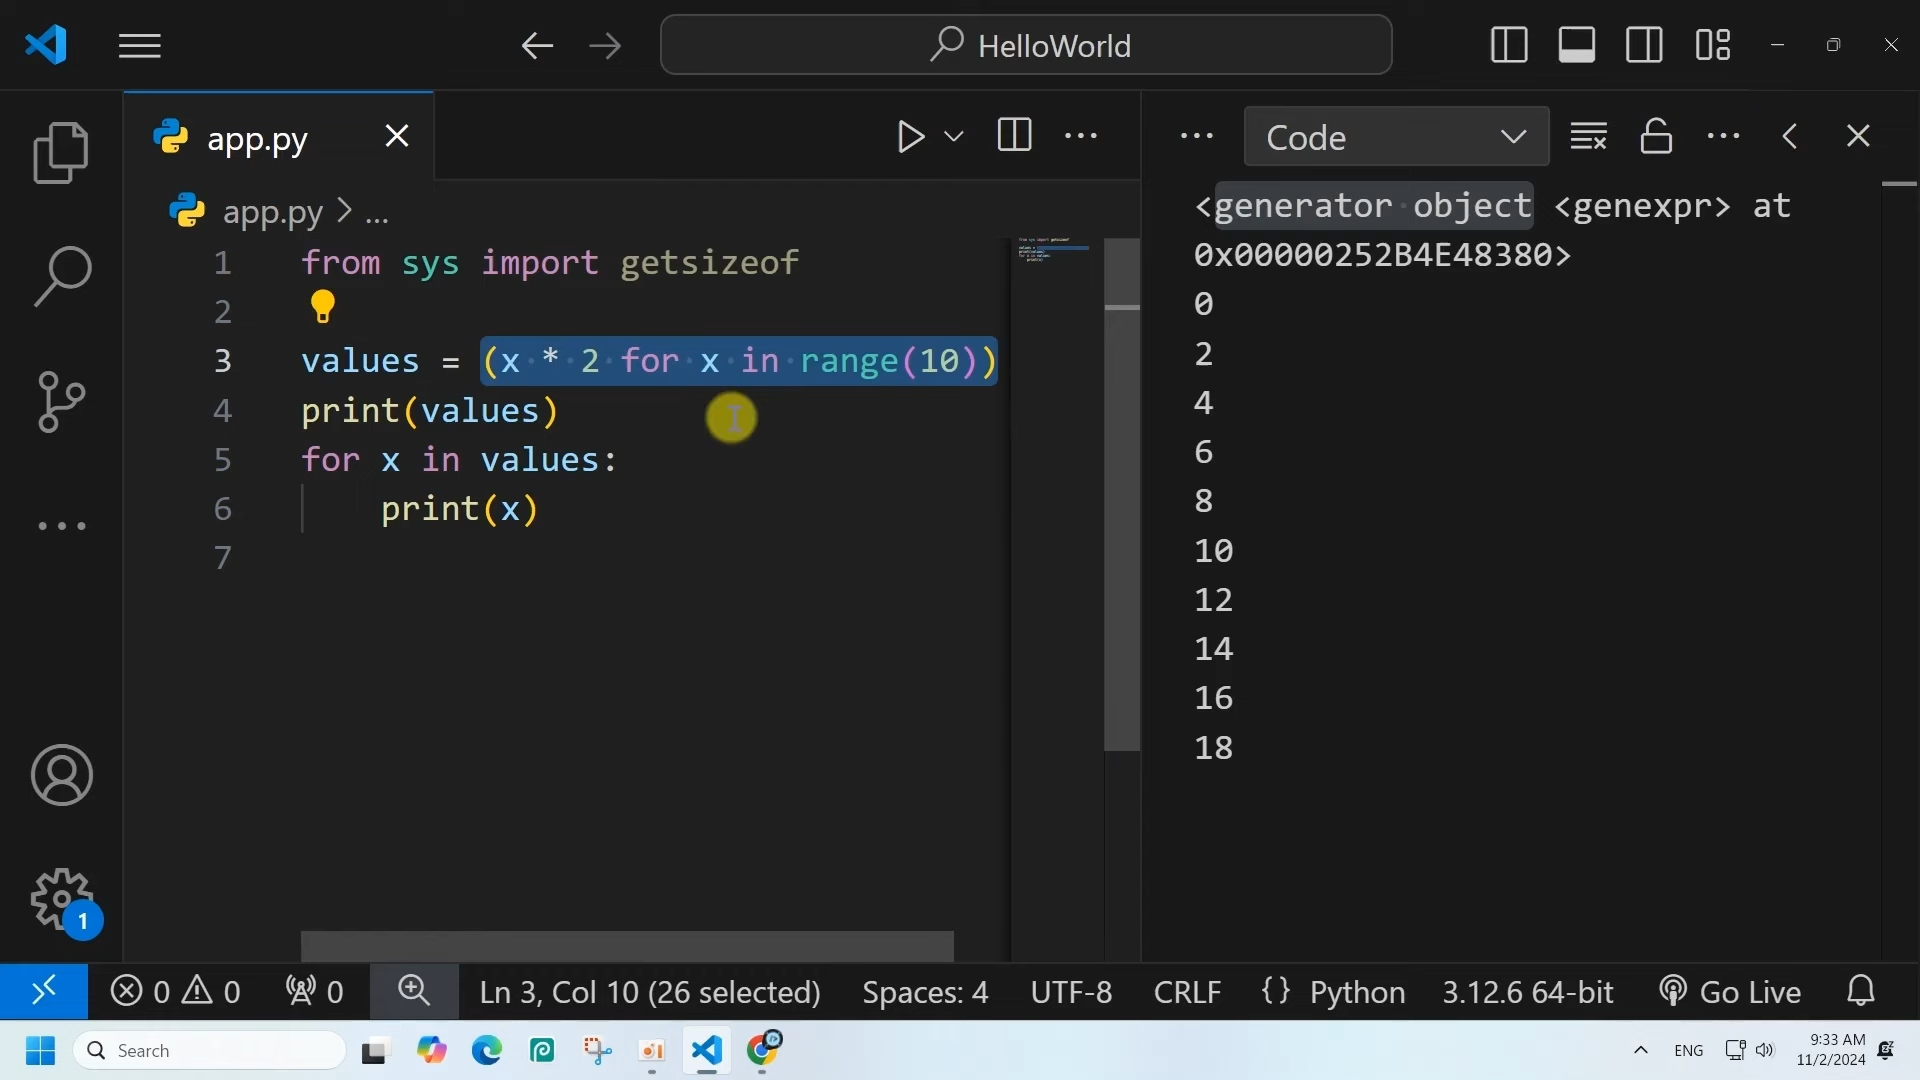 HelloWorld
app.py
app.py > ...
1 from sys import getsizeof
2
3 values = (x * 2 for x in range(10))
4 print(values)
5 for x in values:
6 print(x)
7
Code
<generator object <genexpr> at
0x00000252B4E48380>
0
2
4
6
8
10
12
14
16
18
1
0 0 0 Ln 3, Col 10 (26 selected) Spaces: 4 UTF-8 CRLF {} Python 3.12.6 64-bit Go Live
Search ENG 9:33 AM
11/2/2024